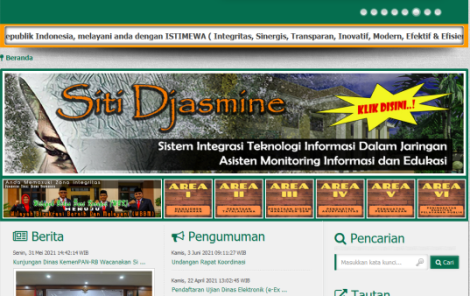 epublik Indonesia, melayani anda dengan ISTIMEWA ( Integritas, Sinergis, Transparan, Inovatif, Modern, Efektif & Efisien
Beranda
Siti Djasmine
KLIK DISINI..!
Sistem Integrasi Teknologi Informasi Dalam Jaringan
Asisten Monitoring Informasi dan Edukasi
Anda Memasuki Zona Integritas
MENUJU
AREA I
AREA II
AREA III
AREA IV
AREA V
AREA VI
Berita
Senin, 31 Mei 2021 14:42:14 WIB
Kunjungan Dinas KemenPAN-RB Wacanakan Si ...
Pengumuman
Kamis, 3 Juni 2021 09:11:27 WIB
Undangan Rapat Koordinasi
Kamis, 22 April 2021 13:02:45 WIB
Pendaftaran Ujian Dinas Elektronik (e-Ex ...
Pencarian
Masukkan kata kunci...
Cari
Tautan